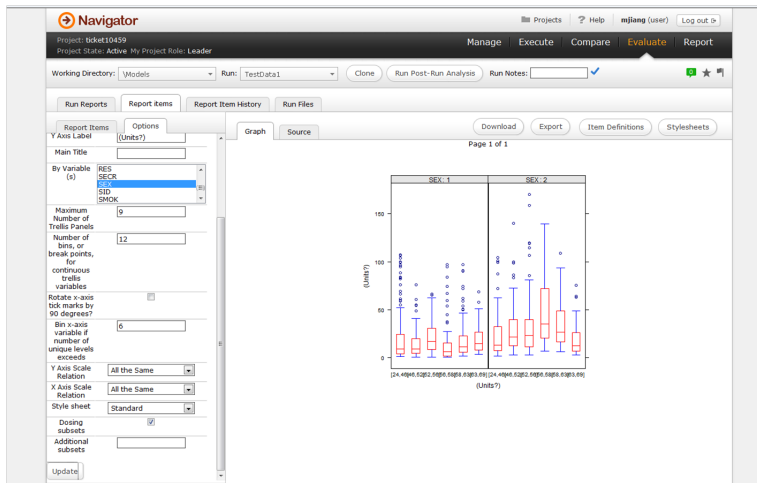 Navigator
Projects ? Help mjiang (user) Log out
Project: ticket10459
Project State: Active My Project Role: Leader
Manage Execute Compare Evaluate Report
Working Directory: \Models Run: TestData1 Clone Run Post-Run Analysis Run Notes: 0
Run Reports Report items Report Item History Run Files
Report Items Options
Graph Source
Download Export Item Definitions Stylesheets
Page 1 of 1
Y Axis Label (Units?)
Main Title
By Variable
(s)
RES
SECR
SEX
SID
SMOK
Maximum
Number of
Trellis Panels
9
Number of
bins, or
break points,
for
continuous
trellis
variables
12
Rotate x-axis
tick marks by
90 degrees?
Bin x-axis
variable if
number of
unique levels
exceeds
6
Y Axis Scale
Relation
All the Same
X Axis Scale
Relation
All the Same
Style sheet Standard
Dosing
subsets
Additional
subsets
Update
SEX: 1 SEX: 2
150
100
50
0
(Units?)
(Units?)